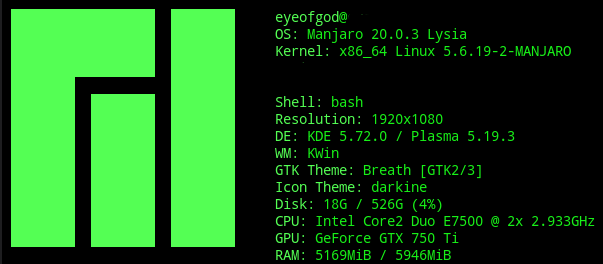 eyeofgod@
OS: Manjaro 20.0.3 Lysia
Kernel: x86_64 Linux 5.6.19-2-MANJARO
Shell: bash
Resolution: 1920x1080
DE: KDE 5.72.0 / Plasma 5.19.3
WM: KWin
GTK Theme: Breath [GTK2/3]
Icon Theme: darkine
Disk: 18G / 526G (4%)
CPU: Intel Core2 Duo E7500 @ 2x 2.933GHz
GPU: GeForce GTX 750 Ti
RAM: 5169MiB / 5946MiB